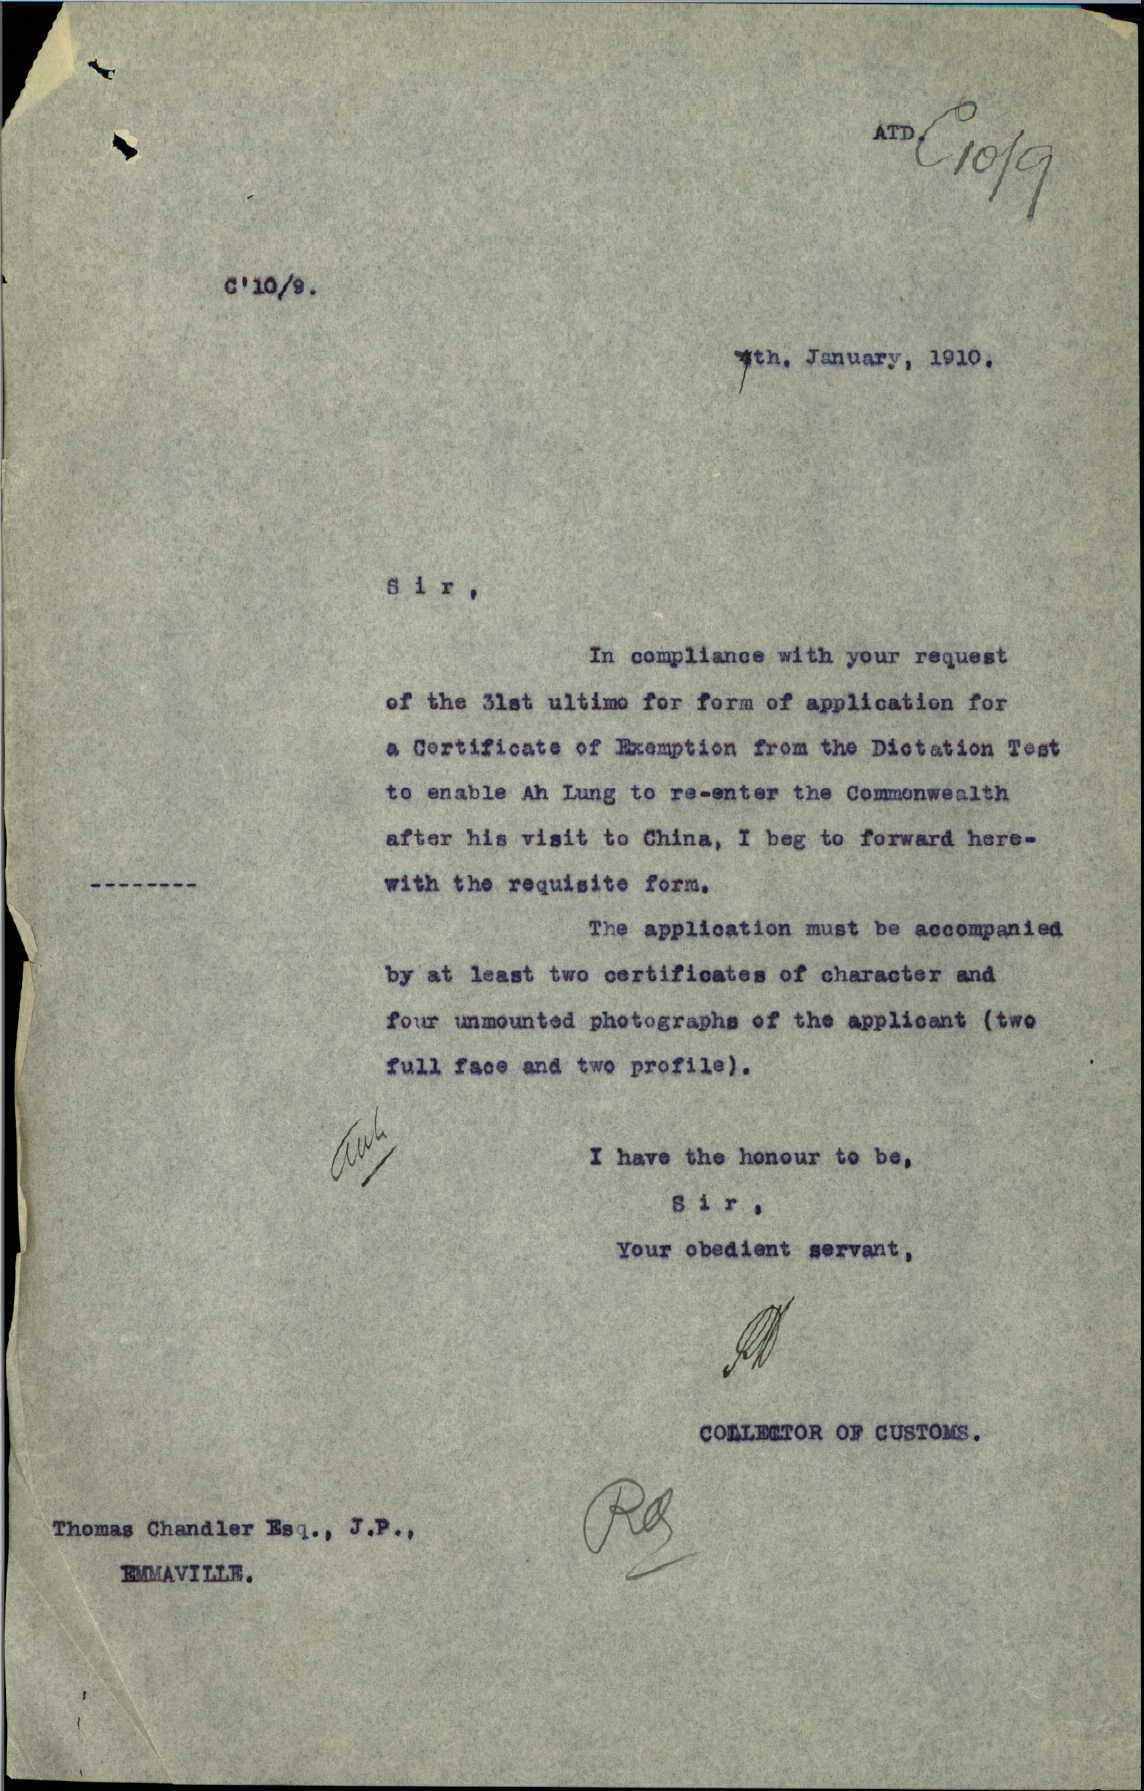 ATD. C10/9
C'10/9.
7th. January, 1910.
Sir,
In compliance with your request
of the 31st ultimo for form of application for
a Certificate of Exemption from the Dictation Test
to enable Ah Lung to re-enter the Commonwealth
after his visit to China, I beg to forward here-
--------
with the requisite form.
The application must be accompanied
by at least two certificates of character and
four unmounted photographs of the applicant (two
full face and two profile).
I have the honour to be,
Sir,
Your obedient servant,
COLLECTOR OF CUSTOMS.
Thomas Chandler Esq., J.P.,
EMMAVILLE.